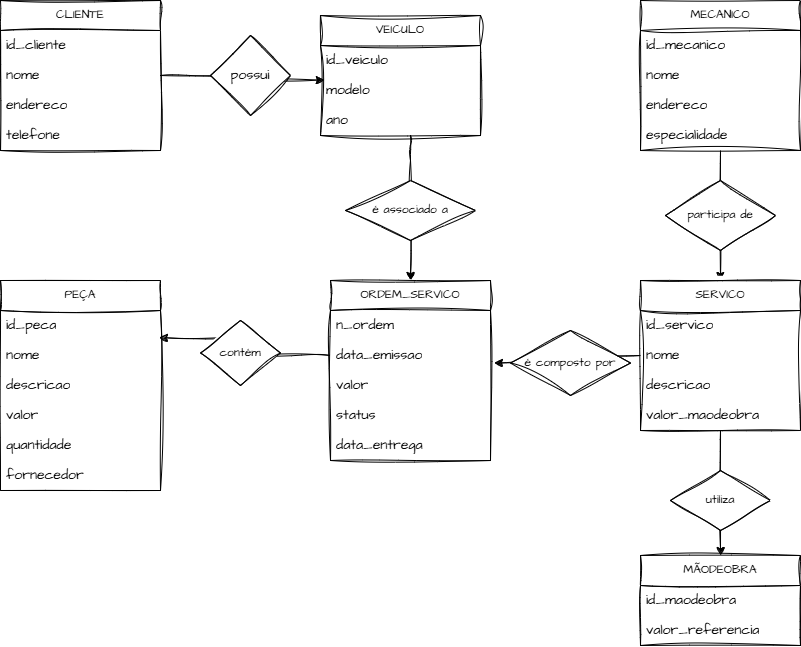 CLIENTE
id_cliente
nome
endereco
telefone
possui
VEICULO
id_veiculo
modelo
ano
MECANICO
id_mecanico
nome
endereco
especialidade
é associado a
participa de
PEÇA
id_peca
nome
descricao
valor
quantidade
fornecedor
contém
ORDEM_SERVICO
n_ordem
data_emissao
valor
status
data_entrega
é composto por
SERVICO
id_servico
nome
descricao
valor_maodeobra
utiliza
MÃODEOBRA
id_maodeobra
valor_referencia